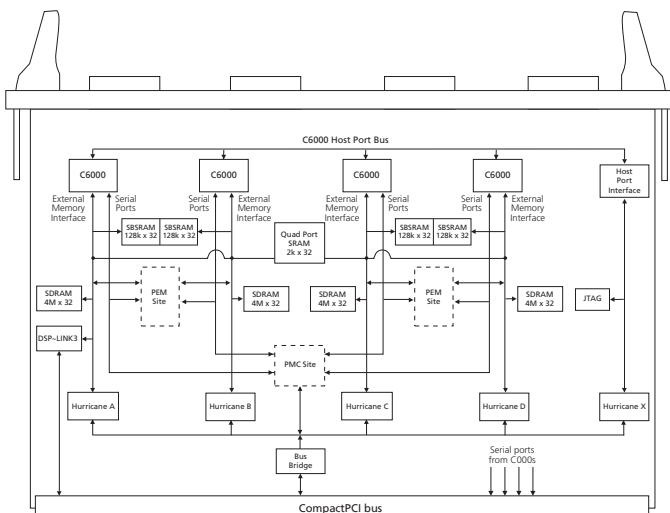 C6000 Host Port Bus
C6000
C6000
C6000
C6000
Host
Port
Interface
External
Memory
Interface
Serial
Ports
Serial
Ports
External
Memory
Interface
External
Memory
Interface
Serial
Ports
Serial
Ports
External
Memory
Interface
SBSRAM
128k x 32
SBSRAM
128k x 32
Quad Port
SRAM
2k x 32
SBSRAM
128k x 32
SBSRAM
128k x 32
SDRAM
4M x 32
PEM
Site
SDRAM
4M x 32
SDRAM
4M x 32
PEM
Site
SDRAM
4M x 32
JTAG
DSP–LINK3
PMC Site
Hurricane A
Hurricane B
Hurricane C
Hurricane D
Hurricane X
Bus
Bridge
Serial ports
from C000s
CompactPCI bus